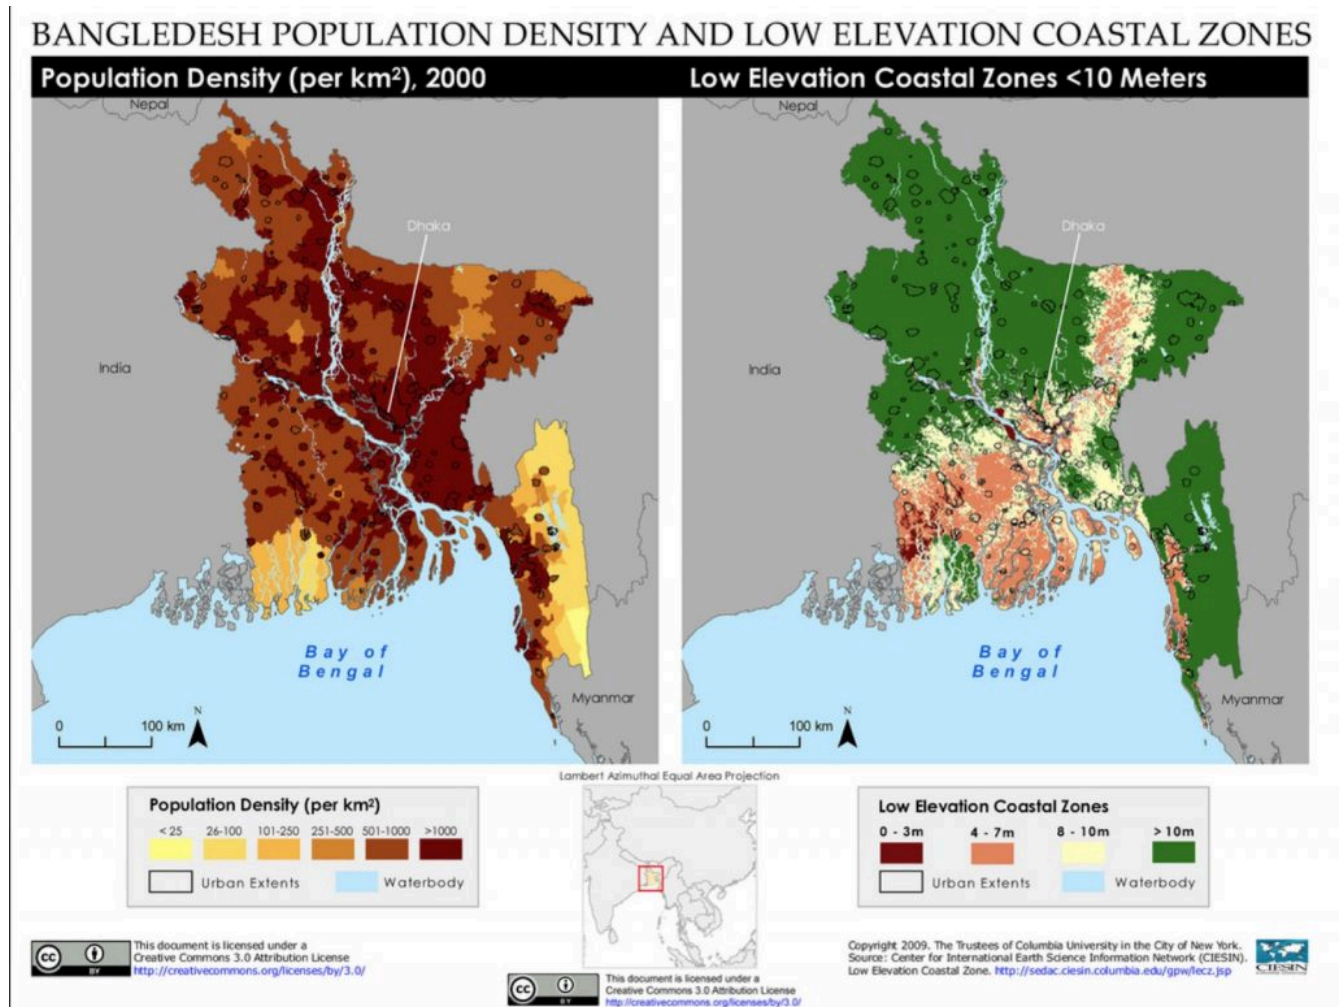 BANGLEDESH POPULATION DENSITY AND LOW ELEVATION COASTAL ZONES
Population Density (per km²), 2000
Nepal
Dhaka
India
Bay of
Bengal
Myanmar
0 100 km
N
Low Elevation Coastal Zones <10 Meters
Nepal
Dhaka
India
Bay of
Bengal
Myanmar
0 100 km
N
Lambert Azimuthal Equal Area Projection
Population Density (per km²)
< 25 26-100 101-250 251-500 501-1000 >1000
Urban Extents Waterbody
Low Elevation Coastal Zones
0 - 3m 4 - 7m 8 - 10m > 10m
Urban Extents Waterbody
cc BY
This document is licensed under a
Creative Commons 3.0 Attribution License
http://creativecommons.org/licenses/by/3.0/
cc BY
This document is licensed under a
Creative Commons 3.0 Attribution License
http://creativecommons.org/licenses/by/3.0/
Copyright 2009. The Trustees of Columbia University in the City of New York.
Source: Center for International Earth Science Information Network (CIESIN).
Low Elevation Coastal Zone. http://sedac.ciesin.columbia.edu/gpw/lecz.jsp
CIESIN